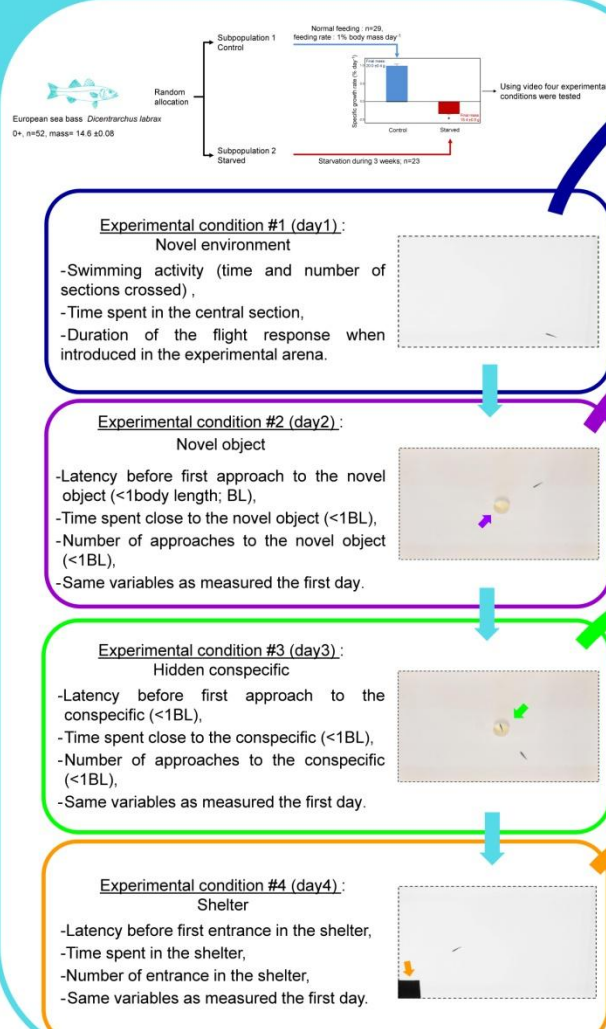 Subpopulation 1
Control
Normal feeding : n=29,
feeding rate : 1% body mass day-1
Random
allocation
European sea bass Dicentrarchus labrax
0+, n=52, mass= 14.6 ±0.08
Specific growth rate (% day-1)
Final mass
Control
Starved
*
Final mass
Using video four experimental
conditions were tested
Subpopulation 2
Starved
Starvation during 3 weeks; n=23
Experimental condition #1 (day1) :
Novel environment
-Swimming activity (time and number of
sections crossed) ,
-Time spent in the central section,
-Duration of the flight response when
introduced in the experimental arena.
Experimental condition #2 (day2) :
Novel object
-Latency before first approach to the novel
object (<1body length; BL),
-Time spent close to the novel object (<1BL),
-Number of approaches to the novel object
(<1BL),
-Same variables as measured the first day.
Experimental condition #3 (day3) :
Hidden conspecific
-Latency before first approach to the
conspecific (<1BL),
-Time spent close to the conspecific (<1BL),
-Number of approaches to the conspecific
(<1BL),
-Same variables as measured the first day.
Experimental condition #4 (day4) :
Shelter
-Latency before first entrance in the shelter,
-Time spent in the shelter,
-Number of entrance in the shelter,
-Same variables as measured the first day.